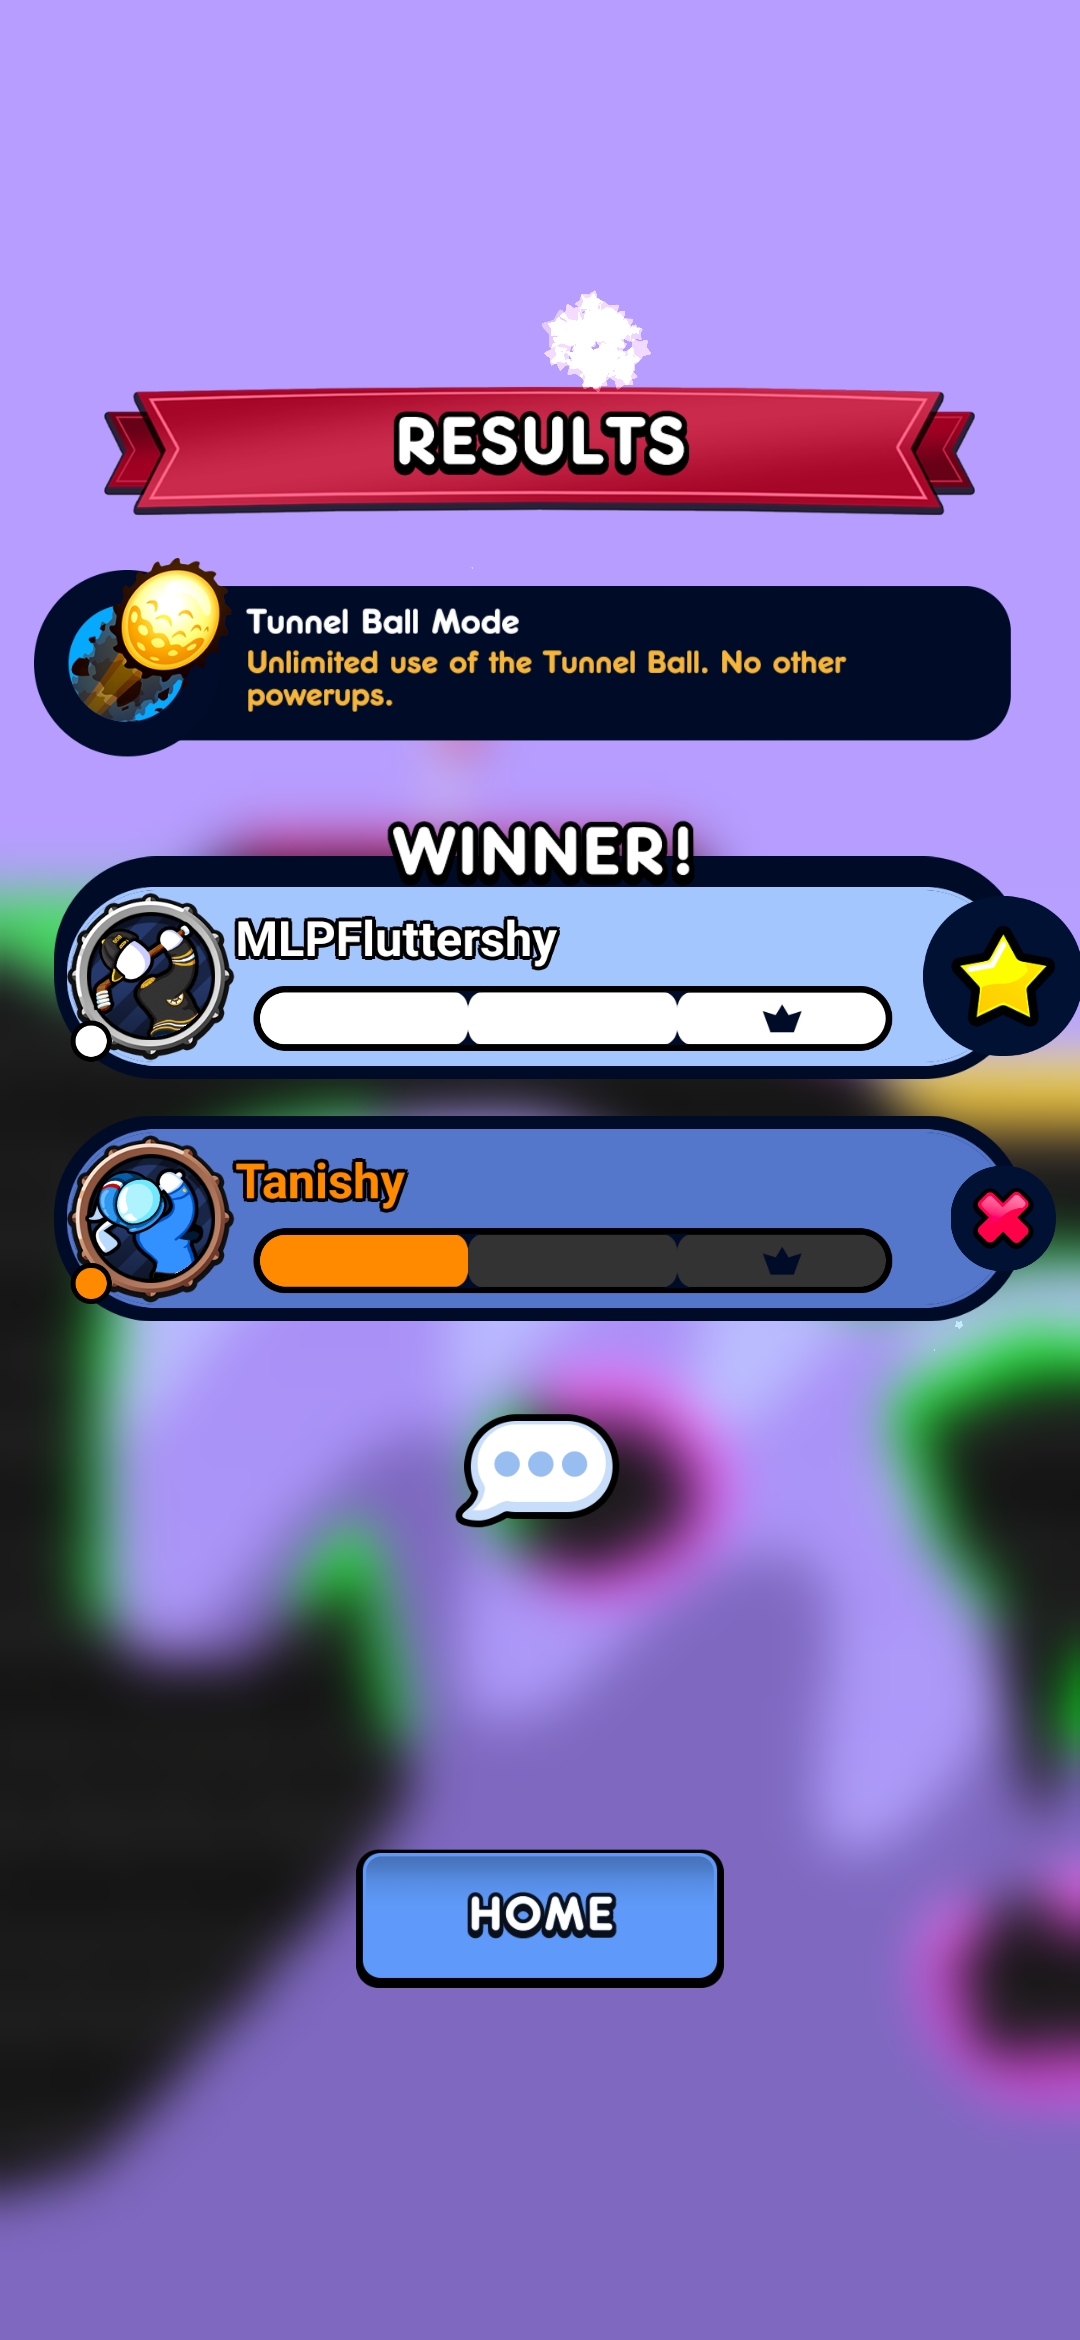 RESULTS
Tunnel Ball Mode
Unlimited use of the Tunnel Ball. No other
powerups.
WINNER!
MLPFluttershy
Tanishy
HOME